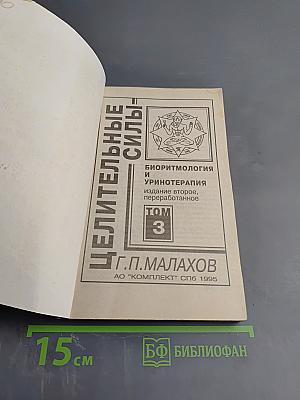 ЦЕЛИТЕЛЬНЫЕ
СИЛЫ-
БИОРИТМОЛОГИЯ
И
УРИНОТЕРАПИЯ
издание второе,
переработанное
ТОМ
3
Г.П.МАЛАХОВ
АО "КОМПЛЕКТ" СПб 1995
15 см
БФ БИБЛИОФАН